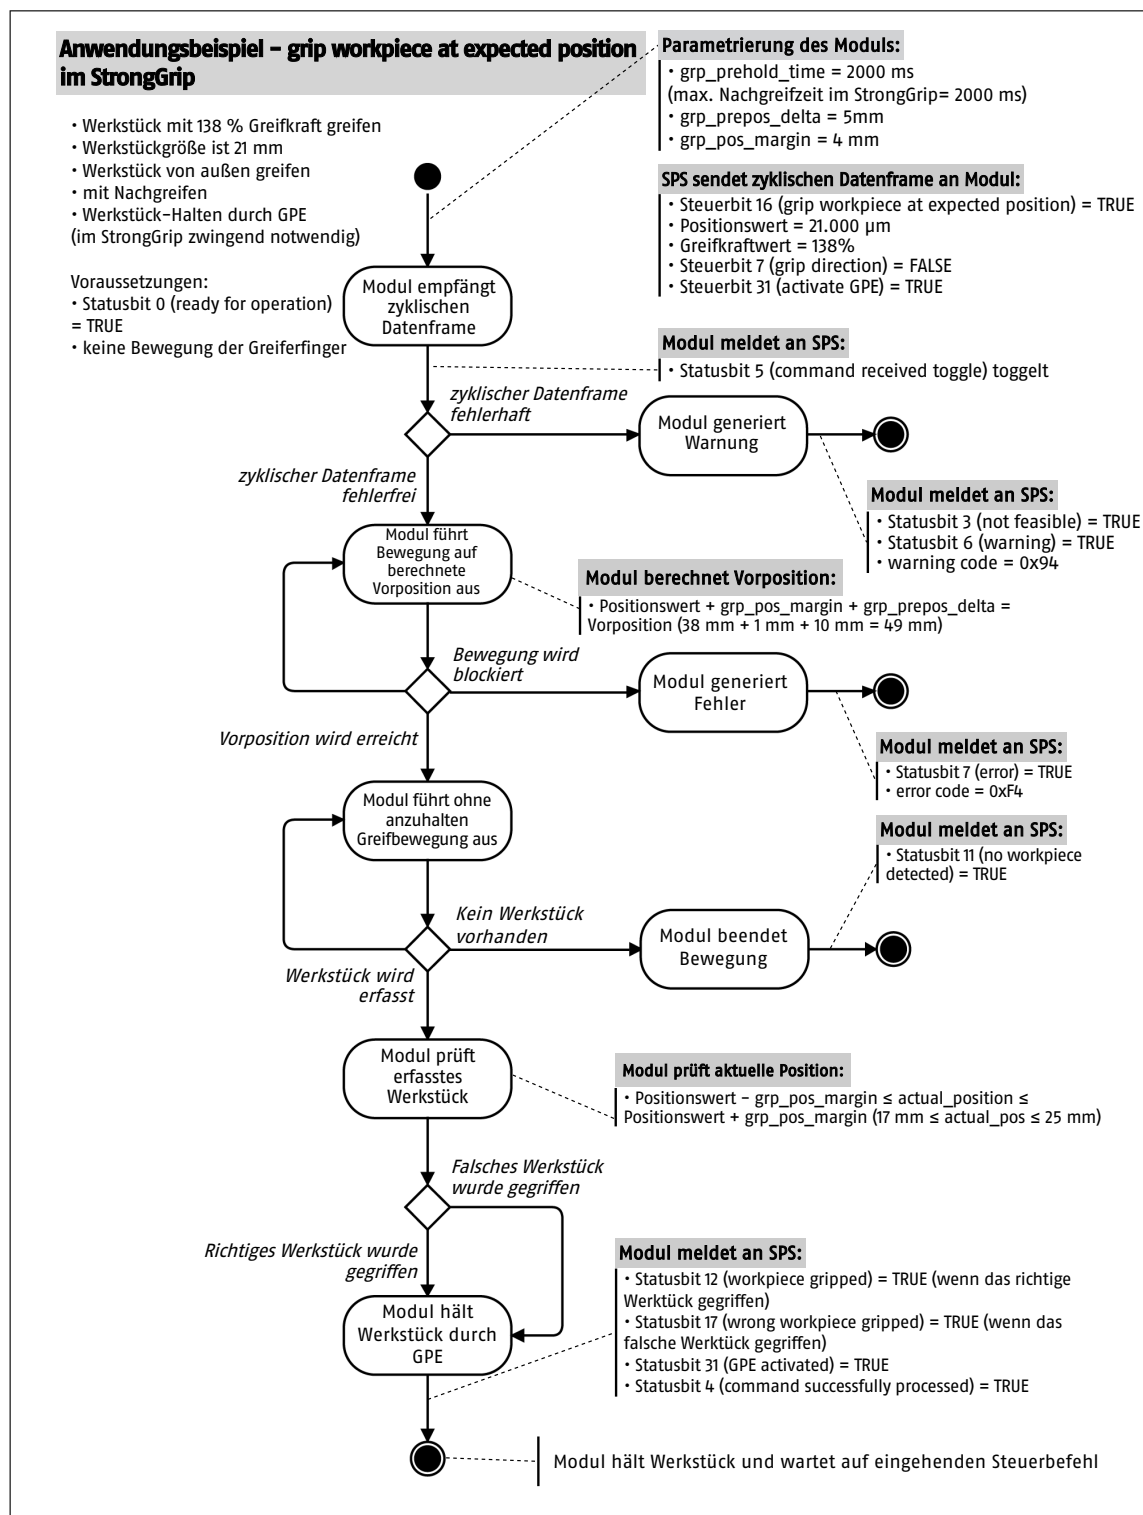 Anwendungsbeispiel – grip workpiece at expected position
im StrongGrip
• Werkstück mit 138 % Greifkraft greifen
• Werkstückgröße ist 21 mm
• Werkstück von außen greifen
• mit Nachgreifen
• Werkstück-Halten durch GPE
(im StrongGrip zwingend notwendig)
Voraussetzungen:
• Statusbit 0 (ready for operation)
= TRUE
• keine Bewegung der Greiferfinger
Parametrierung des Moduls:
• grp_prehold_time = 2000 ms
(max. Nachgreifzeit im StrongGrip= 2000 ms)
• grp_prepos_delta = 5mm
• grp_pos_margin = 4 mm
SPS sendet zyklischen Datenframe an Modul:
• Steuerbit 16 (grip workpiece at expected position) = TRUE
• Positionswert = 21.000 µm
• Greifkraftwert = 138%
• Steuerbit 7 (grip direction) = FALSE
• Steuerbit 31 (activate GPE) = TRUE
Modul empfängt
zyklischen
Datenframe
Modul meldet an SPS:
• Statusbit 5 (command received toggle) toggelt
zyklischer Datenframe
fehlerhaft
Modul generiert
Warnung
zyklischer Datenframe
fehlerfrei
Modul meldet an SPS:
• Statusbit 3 (not feasible) = TRUE
• Statusbit 6 (warning) = TRUE
• warning code = 0x94
Modul führt
Bewegung auf
berechnete
Vorposition aus
Modul berechnet Vorposition:
• Positionswert + grp_pos_margin + grp_prepos_delta =
Vorposition (38 mm + 1 mm + 10 mm = 49 mm)
Bewegung wird
blockiert
Modul generiert
Fehler
Vorposition wird erreicht
Modul meldet an SPS:
• Statusbit 7 (error) = TRUE
• error code = 0xF4
Modul führt ohne
anzuhalten
Greifbewegung aus
Modul meldet an SPS:
• Statusbit 11 (no workpiece
detected) = TRUE
Kein Werkstück
vorhanden
Modul beendet
Bewegung
Werkstück wird
erfasst
Modul prüft
erfasstes
Werkstück
Modul prüft aktuelle Position:
• Positionswert – grp_pos_margin ≤ actual_position ≤
Positionswert + grp_pos_margin (17 mm ≤ actual_pos ≤ 25 mm)
Falsches Werkstück
wurde gegriffen
Richtiges Werkstück wurde
gegriffen
Modul hält
Werkstück durch
GPE
Modul meldet an SPS:
• Statusbit 12 (workpiece gripped) = TRUE (wenn das richtige
Werktück gegriffen)
• Statusbit 17 (wrong workpiece gripped) = TRUE (wenn das
falsche Werktück gegriffen)
• Statusbit 31 (GPE activated) = TRUE
• Statusbit 4 (command successfully processed) = TRUE
Modul hält Werkstück und wartet auf eingehenden Steuerbefehl